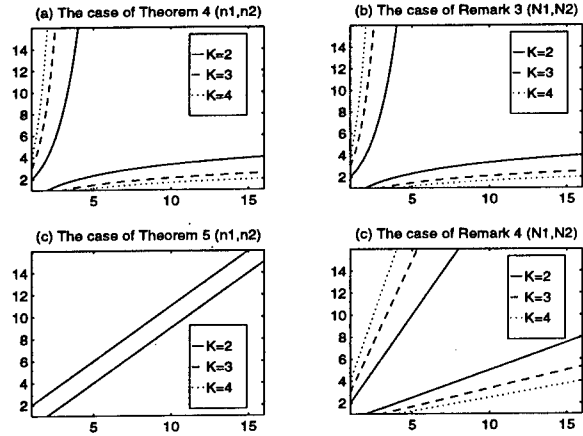 (a) The case of Theorem 4 (n1,n2)
16
14
12
10
8
6
4
2
5
10
15
K=2
K=3
K=4
(b) The case of Remark 3 (N1,N2)
16
14
12
10
8
6
4
2
5
10
15
K=2
K=3
K=4
(c) The case of Theorem 5 (n1,n2)
14
12
10
8
6
4
2
5
10
15
K=2
K=3
K=4
(c) The case of Remark 4 (N1,N2)
14
12
10
8
6
4
2
5
10
15
K=2
K=3
K=4